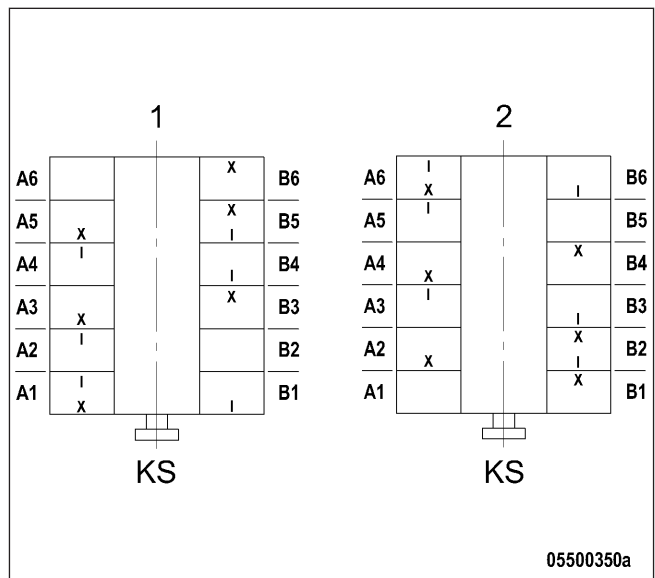 1 2
X I
A6 B6 A6 B6
X I
X I
A5 B5 A5 B5
X I
I X
A4 B4 A4 B4
I X
X I
A3 B3 A3 B3
X I
I X
A2 B2 A2 B2
X I
I X
A1 B1 A1 B1
X I
KS KS
05500350a